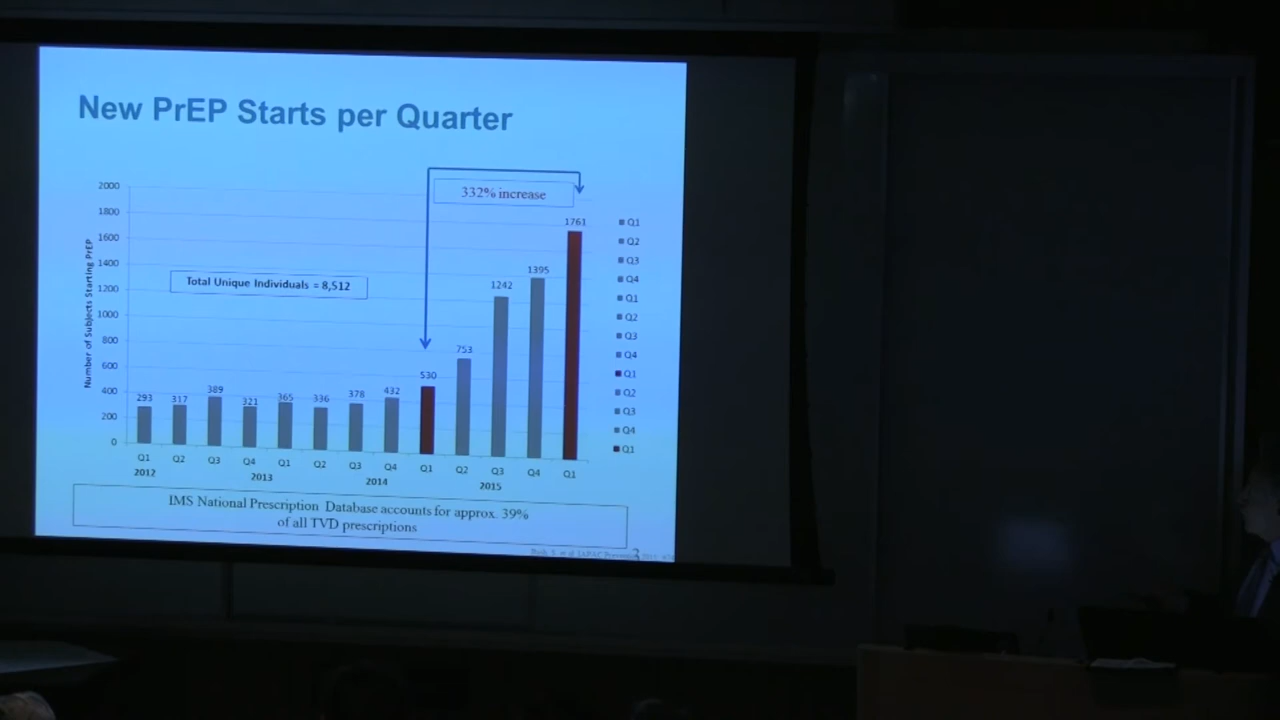 New PrEP Starts per Quarter
332% increase
Total Unique Individuals = 8,512
Number of Subjects Starting PrEP
2000
1800
1600
1400
1200
1000
800
600
400
200
0
293
317
389
321
365
336
378
432
530
753
1242
1395
1761
Q1 Q2 Q3 Q4 Q1 Q2 Q3 Q4 Q1 Q2 Q3 Q4 Q1
2012 2013 2014 2015
Q1
Q2
Q3
Q4
Q1
Q2
Q3
Q4
Q1
Q2
Q3
Q4
Q1
IMS National Prescription Database accounts for approx. 39%
of all TVD prescriptions